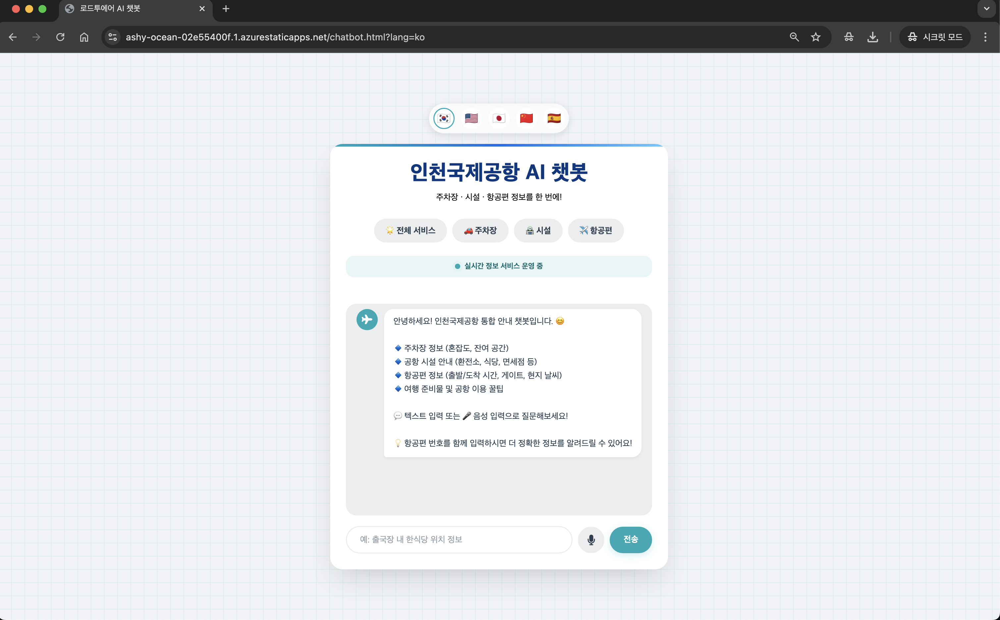 로드투에어 AI 챗봇
ashy-ocean-02e55400f.1.azurestaticapps.net/chatbot.html?lang=ko
시크릿 모드
인천국제공항 AI 챗봇
주차장 · 시설 · 항공편 정보를 한 번에!
🌟 전체 서비스 🚗 주차장 🏪 시설 ✈️ 항공편
실시간 정보 서비스 운영 중
안녕하세요! 인천국제공항 통합 안내 챗봇입니다. 😊
🔹 주차장 정보 (혼잡도, 잔여 공간)
🔹 공항 시설 안내 (환전소, 식당, 면세점 등)
🔹 항공편 정보 (출발/도착 시간, 게이트, 현지 날씨)
🔹 여행 준비물 및 공항 이용 꿀팁
💬 텍스트 입력 또는 🎤 음성 입력으로 질문해보세요!
💡 항공편 번호를 함께 입력하시면 더 정확한 정보를 알려드릴 수 있어요!
예: 출국장 내 한식당 위치 정보
전송